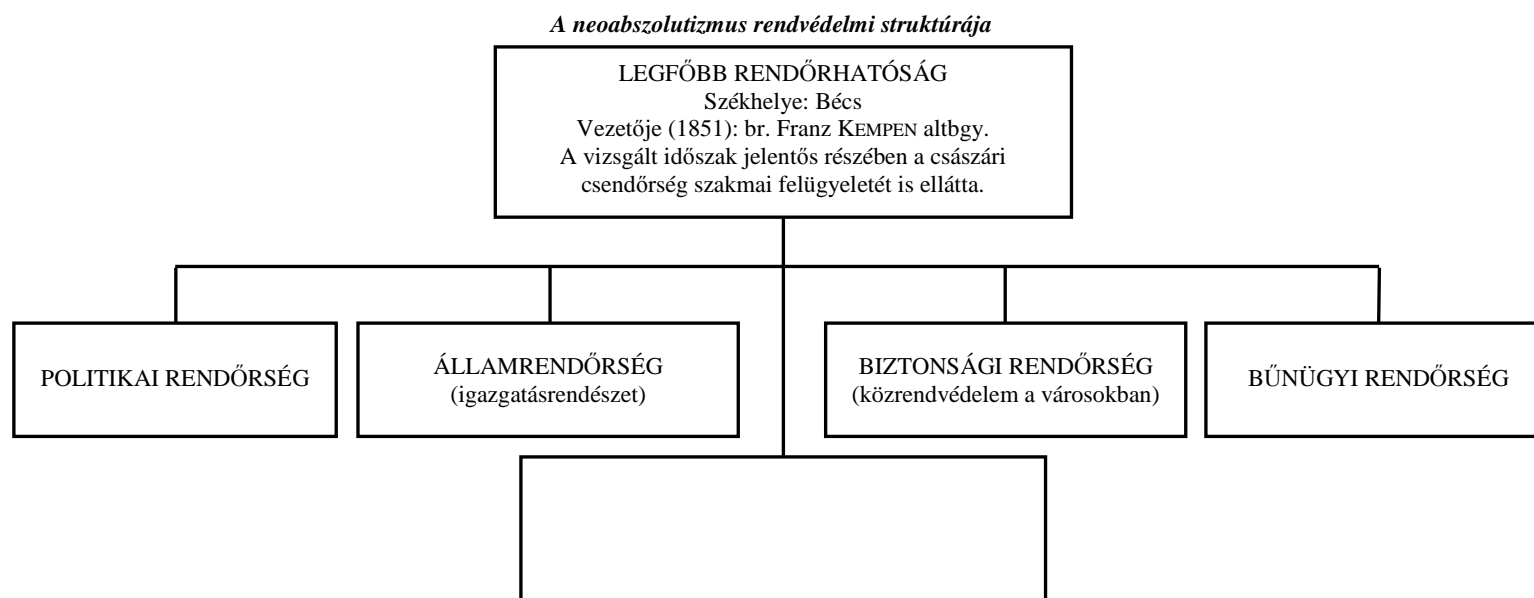 A neoabszolutizmus rendvédelmi struktúrája
LEGFŐBB RENDŐRHATÓSÁG
Székhelye: Bécs
Vezetője (1851): br. Franz KEMPEN altbgy.
A vizsgált időszak jelentős részében a császári
csendőrség szakmai felügyeletét is ellátta.
POLITIKAI RENDŐRSÉG
ÁLLAMRENDŐRSÉG
(igazgatásrendészet)
BIZTONSÁGI RENDŐRSÉG
(közrendvédelem a városokban)
BŰNÜGYI RENDŐRSÉG